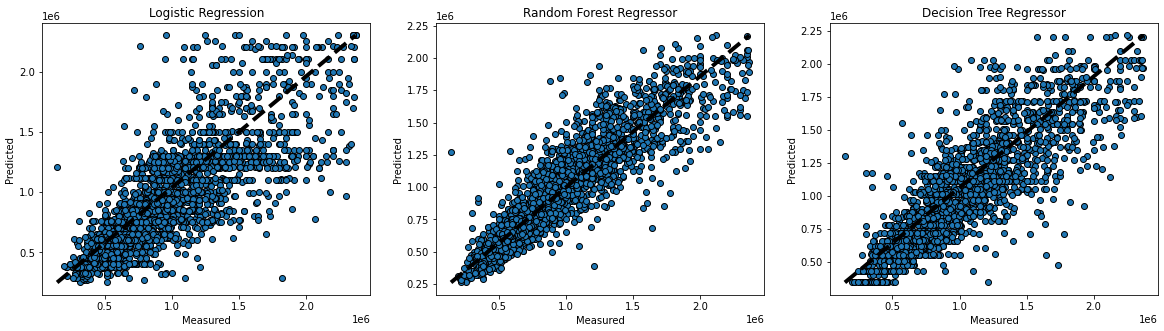 Logistic Regression
1e6
2.0
1.5
1.0
0.5
Predicted
0.5
1.0
1.5
2.0
1e6
Measured
Random Forest Regressor
1e6
2.25
2.00
1.75
1.50
1.25
1.00
0.75
0.50
0.25
Predicted
0.5
1.0
1.5
2.0
1e6
Measured
Decision Tree Regressor
1e6
2.25
2.00
1.75
1.50
1.25
1.00
0.75
0.50
Predicted
0.5
1.0
1.5
2.0
1e6
Measured